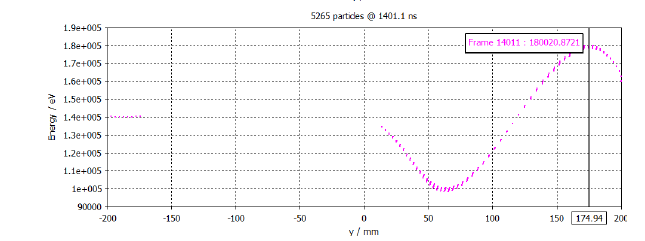 5265 particles @ 1401.1 ns
Energy / eV
1.9e+005
1.8e+005
1.7e+005
1.6e+005
1.5e+005
1.4e+005
1.3e+005
1.2e+005
1.1e+005
1e+005
90000
Frame 14011 : 180020.8721
-200
-150
-100
-50
0
50
100
150
174.94
200
y / mm